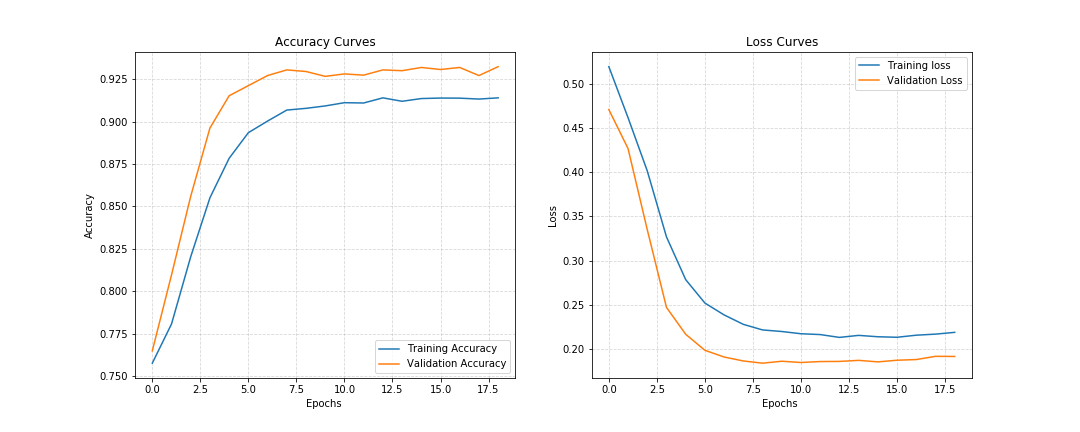 Accuracy Curves
0.925
0.900
0.875
0.850
0.825
0.800
0.775
0.750
Accuracy
0.0 2.5 5.0 7.5 10.0 12.5 15.0 17.5
Epochs
Training Accuracy
Validation Accuracy
Loss Curves
0.50
0.45
0.40
0.35
0.30
0.25
0.20
Loss
0.0 2.5 5.0 7.5 10.0 12.5 15.0 17.5
Epochs
Training loss
Validation Loss